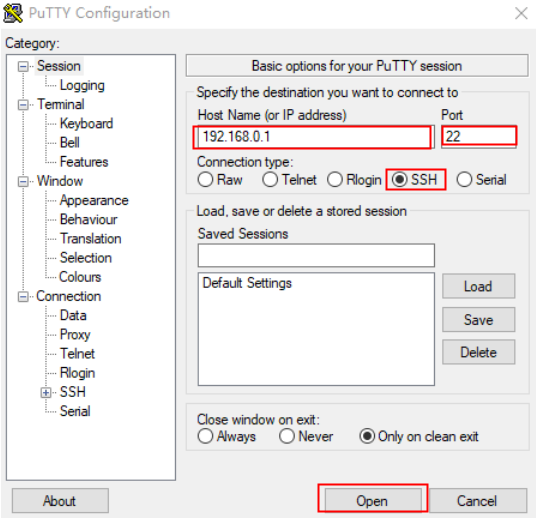 PuTTY Configuration
Category:
Session
Logging
Terminal
Keyboard
Bell
Features
Window
Appearance
Behaviour
Translation
Selection
Colours
Connection
Data
Proxy
Telnet
Rlogin
SSH
Serial
Basic options for your PuTTY session
Specify the destination you want to connect to
Host Name (or IP address) Port
192.168.0.1 22
Connection type:
Raw Telnet Rlogin SSH Serial
Load, save or delete a stored session
Saved Sessions
Default Settings
Load
Save
Delete
Close window on exit:
Always Never Only on clean exit
About Open Cancel